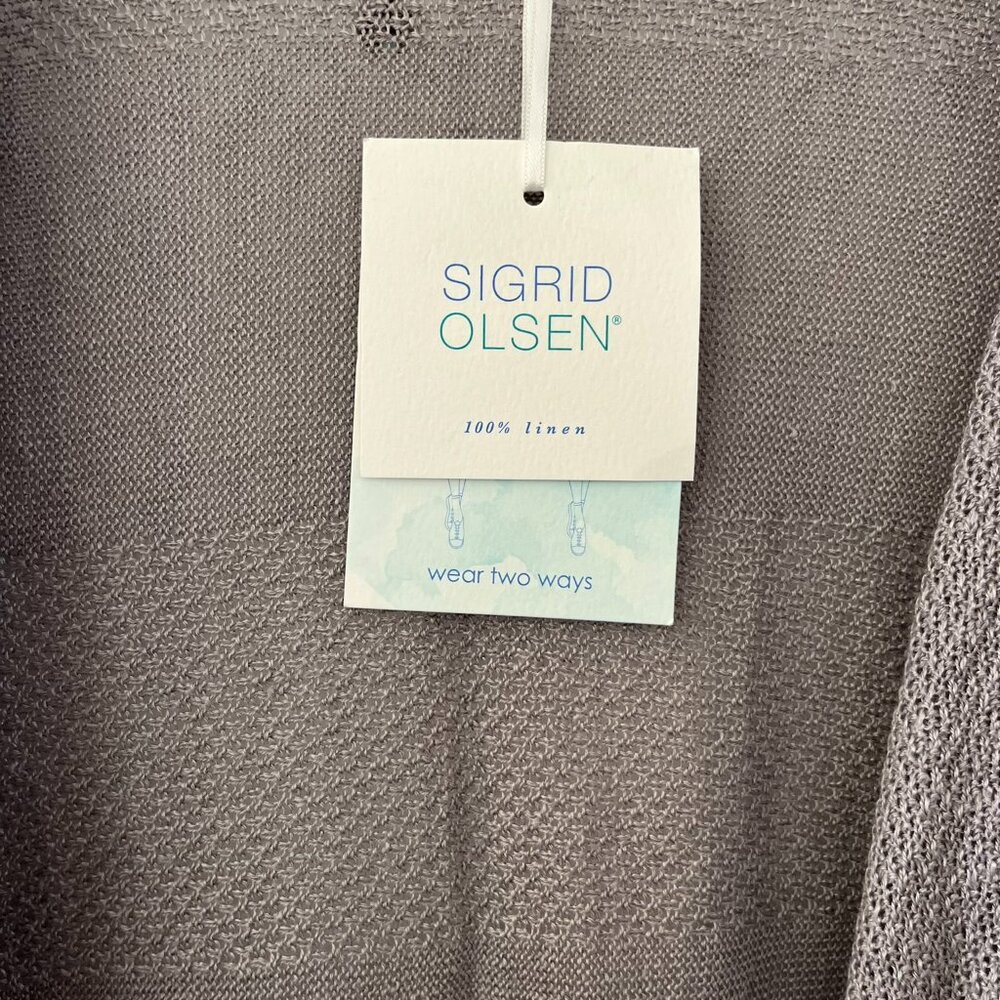 SIGRID
OLSEN®
100% linen
wear two ways